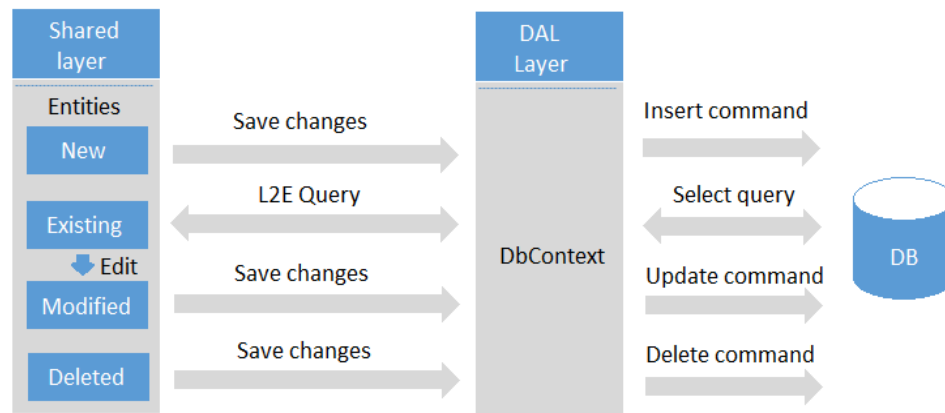 Shared
layer
DAL
Layer
Entities
New
Save changes
Insert command
Existing
L2E Query
Select query
Edit
DbContext
DB
Modified
Save changes
Update command
Deleted
Save changes
Delete command